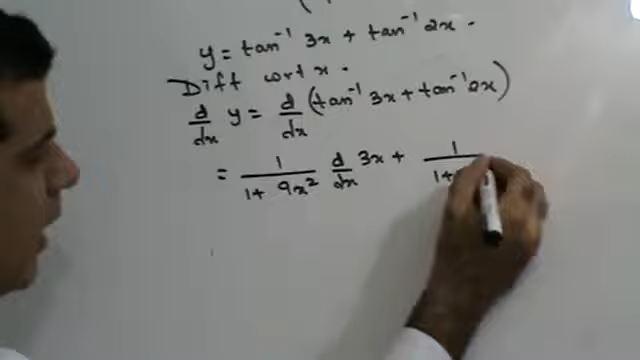 y = tan⁻¹ 3x + tan⁻¹ 2x .
Diff wrt x .
d/dx y = d/dx (tan⁻¹ 3x + tan⁻¹ 2x)
= 1/(1 + 9x²) d/dx 3x + 1/(1+